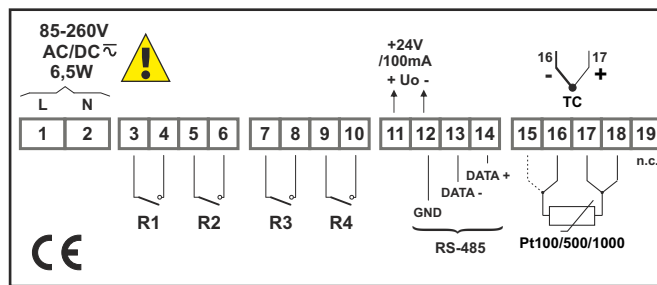 85-260V
AC/DC
6,5W
L N
+24V
/100mA
+ Uo -
16 17
- +
TC
1 2 3 4 5 6 7 8 9 10 11 12 13 14 15 16 17 18 19
n.c.
DATA +
DATA -
GND
R1 R2 R3 R4
RS-485
Pt100/500/1000
CE